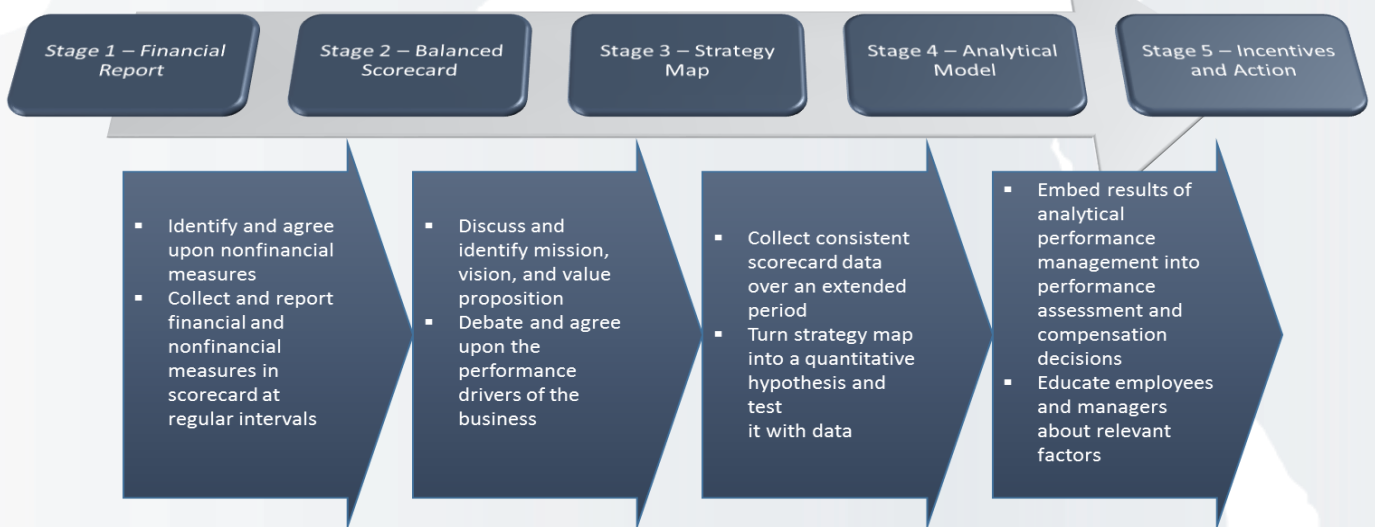 Stage 1 – Financial
Report
Stage 2 – Balanced
Scorecard
Stage 3 – Strategy
Map
Stage 4 – Analytical
Model
Stage 5 – Incentives
and Action
▪ Identify and agree
upon nonfinancial
measures
▪ Collect and report
financial and
nonfinancial
measures in
scorecard at
regular intervals
▪ Discuss and
identify mission,
vision, and value
proposition
▪ Debate and agree
upon the
performance
drivers of the
business
▪ Collect consistent
scorecard data
over an extended
period
▪ Turn strategy map
into a quantitative
hypothesis and
test
it with data
▪ Embed results of
analytical
performance
management into
performance
assessment and
compensation
decisions
▪ Educate employees
and managers
about relevant
factors